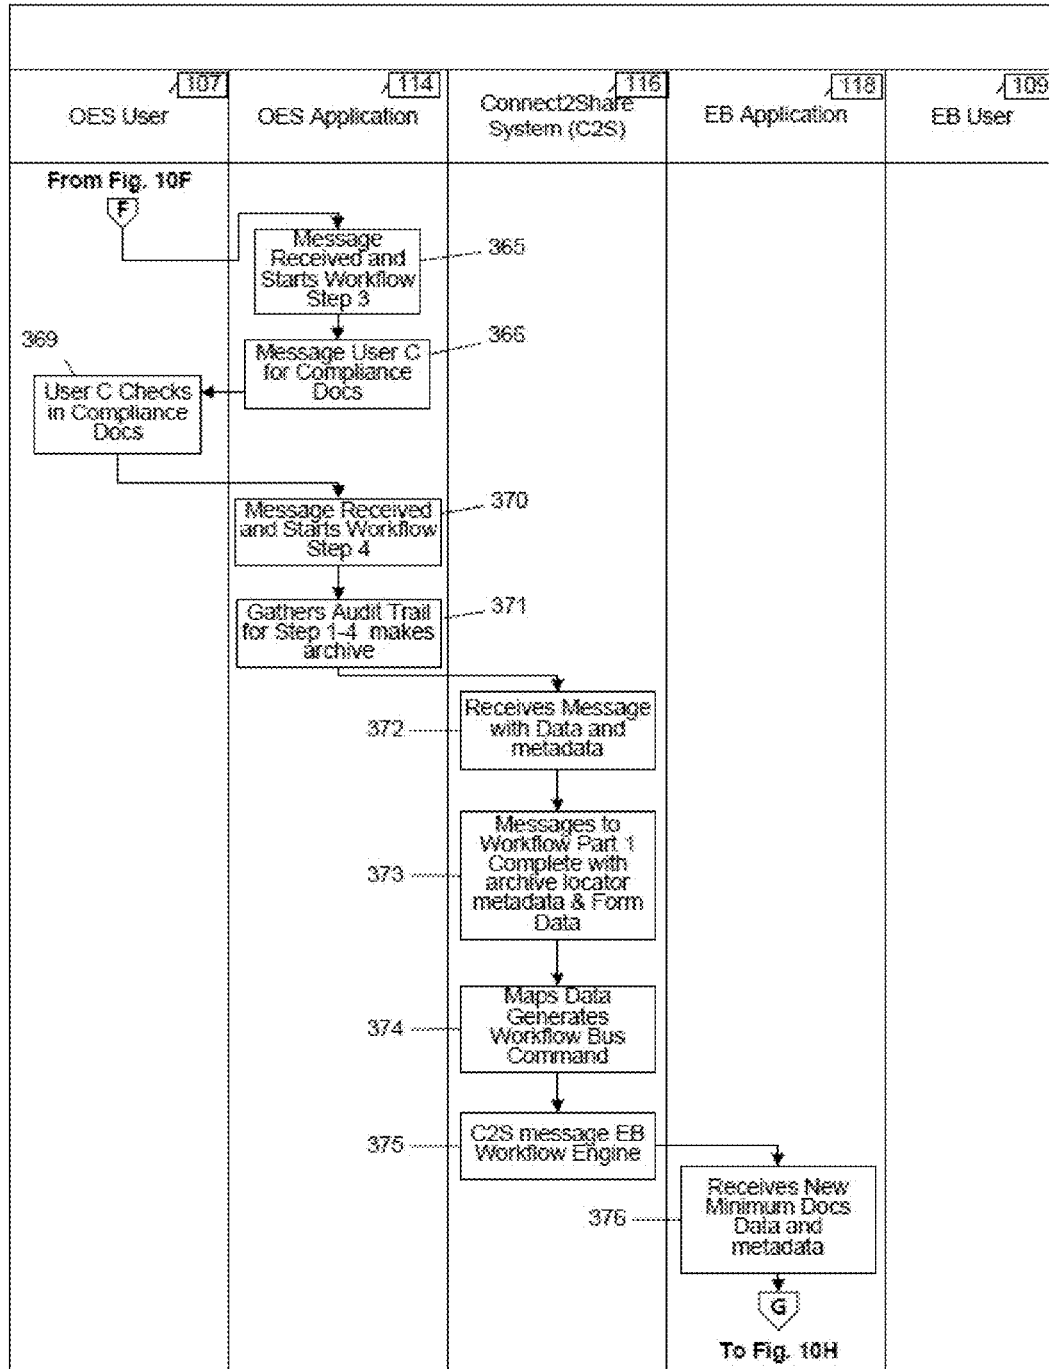 107
OES User
114
OES Application
116
Connect2Share
System (C2S)
118
EB Application
109
EB User
From Fig. 10F
F
Message
Received and
Starts Workflow
Step 3
365
Message User C
for Compliance
Docs
366
369
User C Checks
in Compliance
Docs
Message Received
and Starts Workflow
Step 4
370
Gathers Audit Trail
for Step 1-4 makes
archive
371
372
Receives Message
with Data and
metadata
373
Messages to
Workflow Part 1
Complete with
archive locator
metadata & Form
Data
374
Maps Data
Generates
Workflow Bus
Command
375
C2S message EB
Workflow Engine
376
Receives New
Minimum Docs
Data and
metadata
G
To Fig. 10H